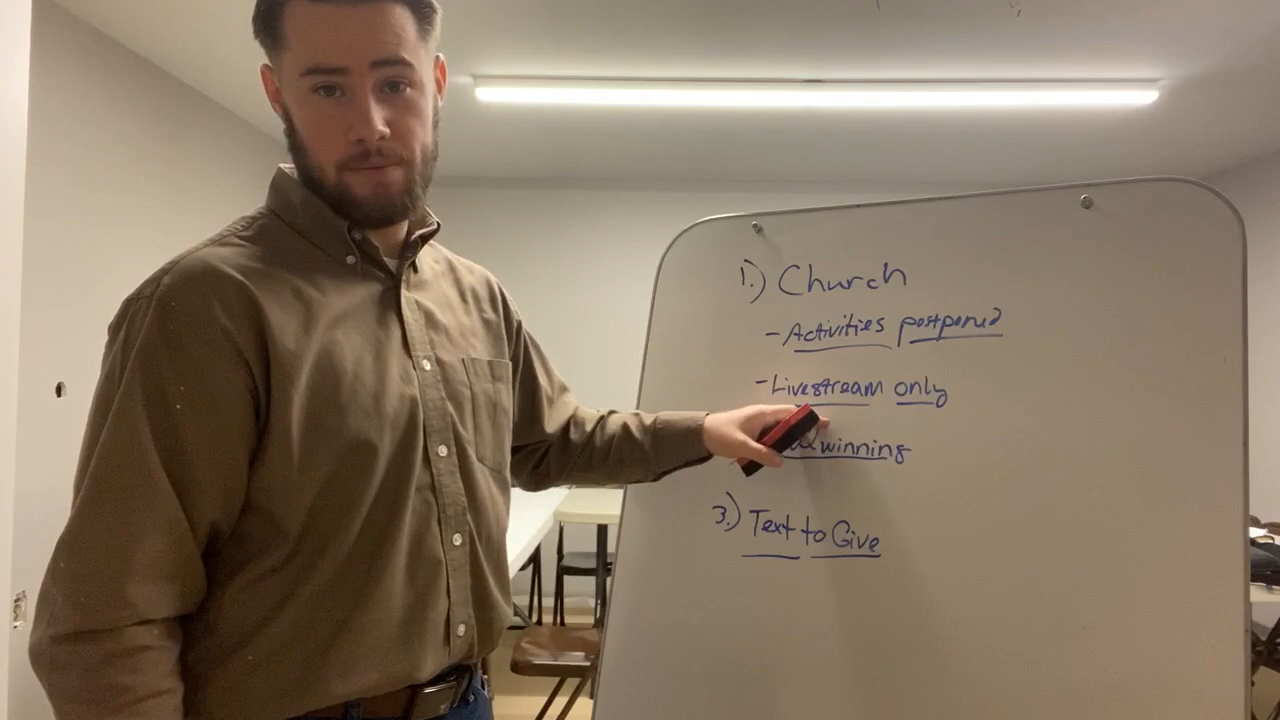 1.) Church
- Activities postponed
- Livestream only
winning
3.) Text to Give